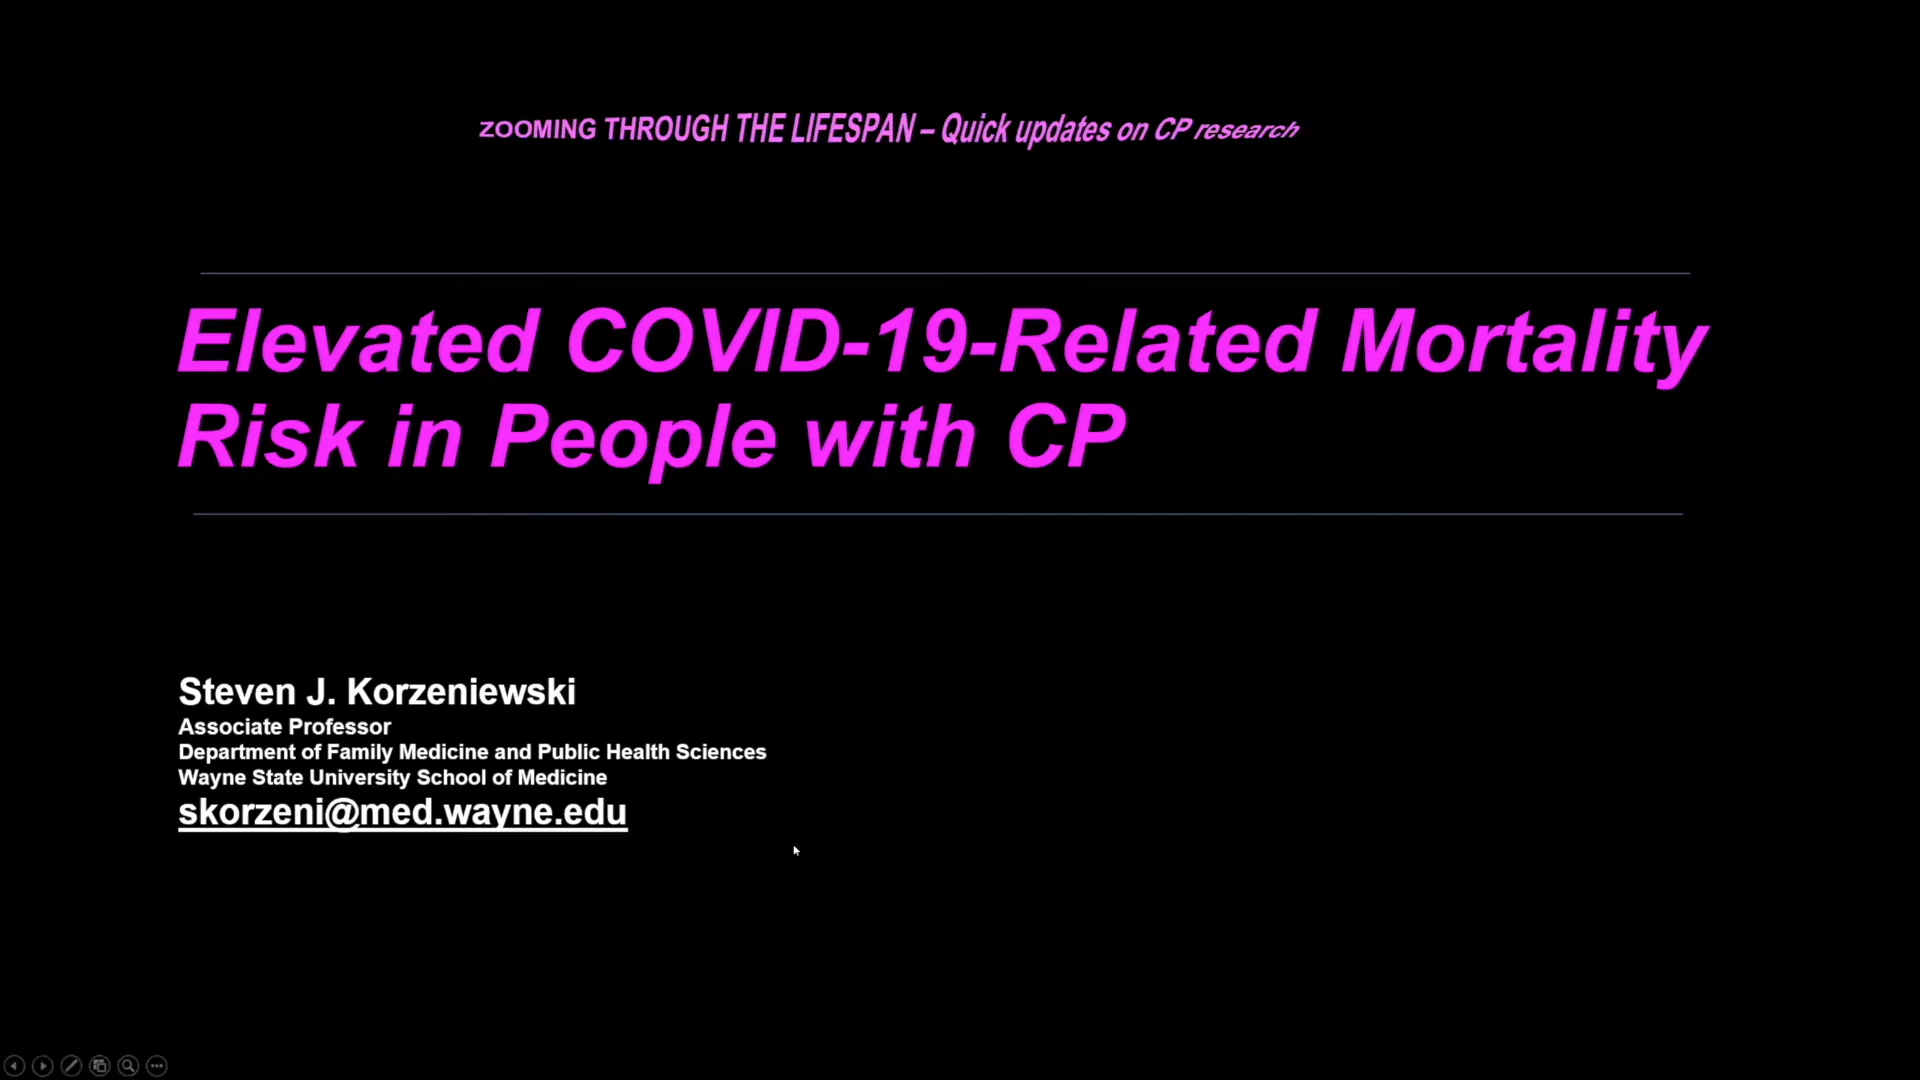 ZOOMING THROUGH THE LIFESPAN – Quick updates on CP research
Elevated COVID-19-Related Mortality
Risk in People with CP
Steven J. Korzeniewski
Associate Professor
Department of Family Medicine and Public Health Sciences
Wayne State University School of Medicine
skorzeni@med.wayne.edu